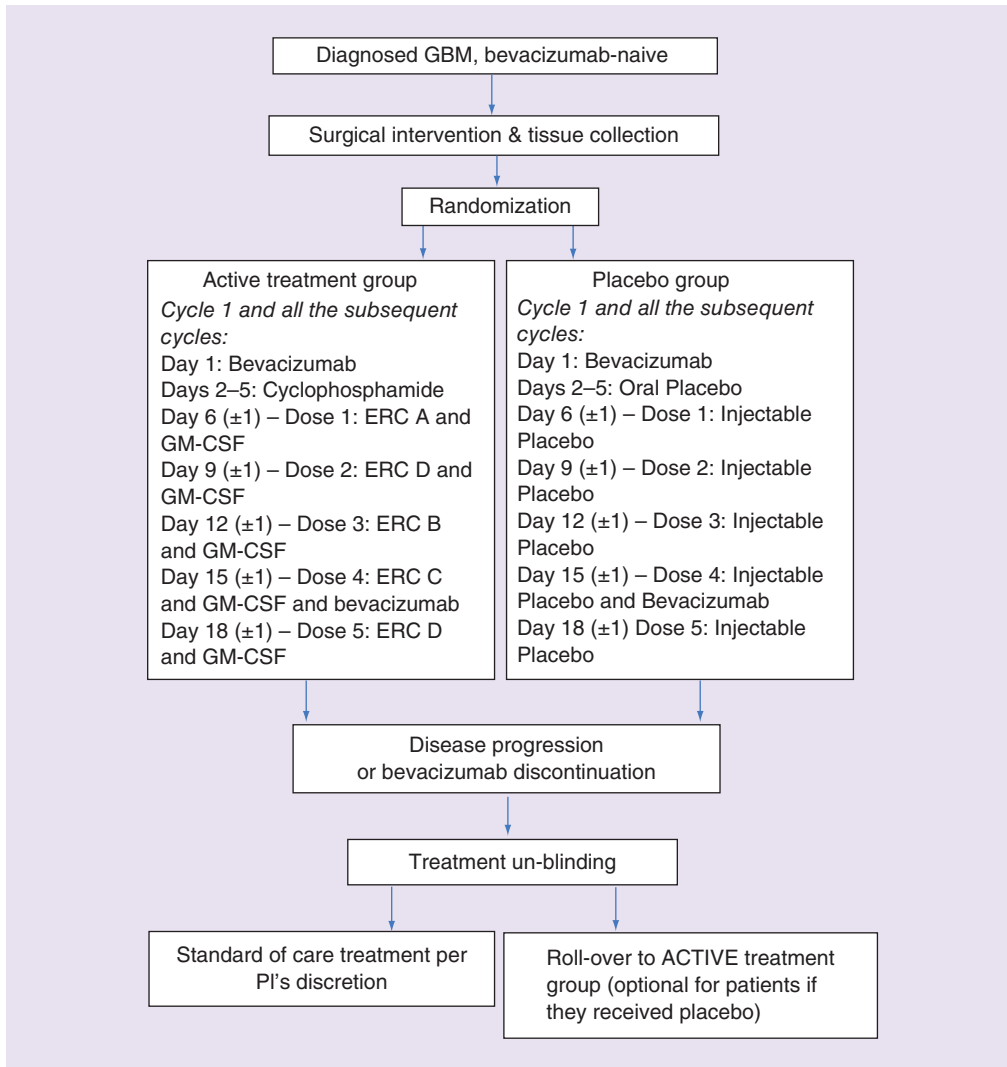 Diagnosed GBM, bevacizumab-naive
Surgical intervention & tissue collection
Randomization
Active treatment group
Cycle 1 and all the subsequent
cycles:
Day 1: Bevacizumab
Days 2–5: Cyclophosphamide
Day 6 (±1) – Dose 1: ERC A and
GM-CSF
Day 9 (±1) – Dose 2: ERC D and
GM-CSF
Day 12 (±1) – Dose 3: ERC B
and GM-CSF
Day 15 (±1) – Dose 4: ERC C
and GM-CSF and bevacizumab
Day 18 (±1) – Dose 5: ERC D
and GM-CSF
Placebo group
Cycle 1 and all the subsequent
cycles:
Day 1: Bevacizumab
Days 2–5: Oral Placebo
Day 6 (±1) – Dose 1: Injectable
Placebo
Day 9 (±1) – Dose 2: Injectable
Placebo
Day 12 (±1) – Dose 3: Injectable
Placebo
Day 15 (±1) – Dose 4: Injectable
Placebo and Bevacizumab
Day 18 (±1) Dose 5: Injectable
Placebo
Disease progression
or bevacizumab discontinuation
Treatment un-blinding
Standard of care treatment per
PI's discretion
Roll-over to ACTIVE treatment
group (optional for patients if
they received placebo)